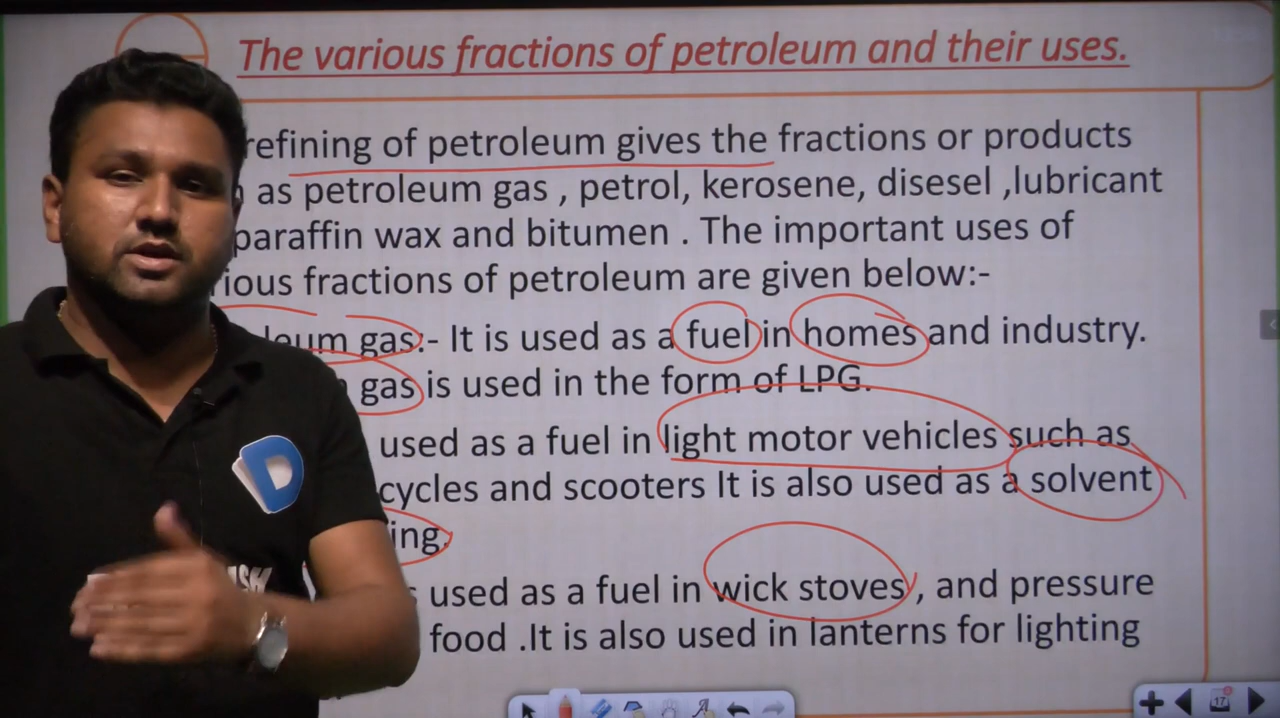 The various fractions of petroleum and their uses.
refining of petroleum gives the fractions or products
as petroleum gas , petrol, kerosene, disesel ,lubricant
paraffin wax and bitumen . The important uses of
fractions of petroleum are given below:-
gas:- It is used as a fuel in homes and industry.
gas is used in the form of LPG.
used as a fuel in light motor vehicles such as
cycles and scooters It is also used as a solvent
used as a fuel in wick stoves , and pressure
food .It is also used in lanterns for lighting
D
17